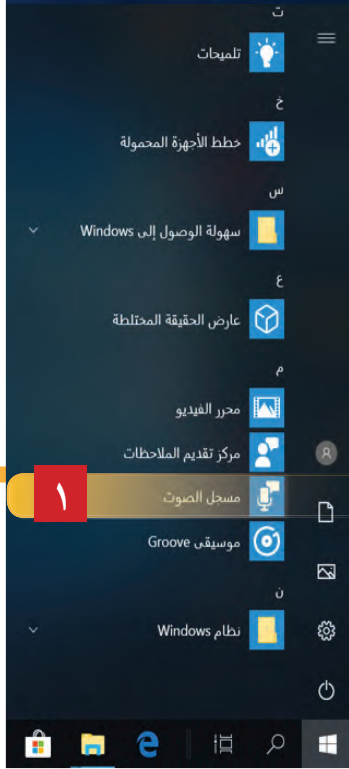 ت
تلميحات
خ
خطط الأجهزة المحمولة
س
سهولة الوصول إلى Windows
ع
عارض الحقيقة المختلطة
م
محرر الفيديو
مركز تقديم الملاحظات
مسجل الصوت
١
موسيقى Groove
ن
نظام Windows